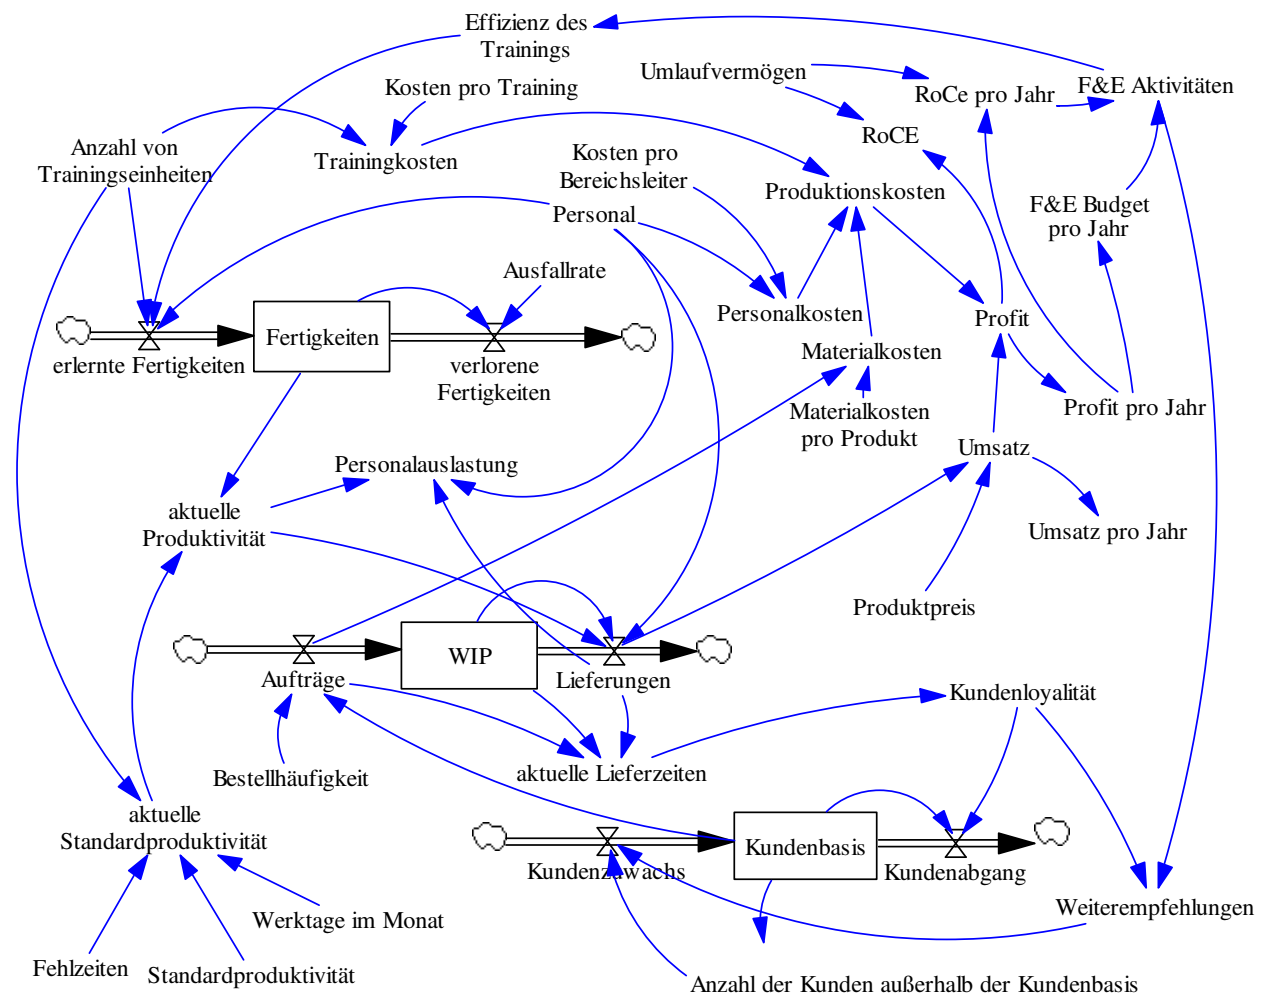 Effizienz des
Trainings
Umlaufvermögen
Kosten pro Training
RoCe pro Jahr
F&E Aktivitäten
RoCE
Anzahl von
Trainingseinheiten
Trainingkosten
Kosten pro
Bereichsleiter
Produktionskosten
Personal
F&E Budget
pro Jahr
Ausfallrate
Personalkosten
Profit
Fertigkeiten
erlernte Fertigkeiten
verlorene
Fertigkeiten
Materialkosten
Materialkosten
pro Produkt
Profit pro Jahr
Umsatz
Personalauslastung
aktuelle
Produktivität
Umsatz pro Jahr
Produktpreis
WIP
Aufträge
Lieferungen
Kundenloyalität
Bestellhäufigkeit
aktuelle Lieferzeiten
aktuelle
Standardproduktivität
Kundenbasis
Kundenzuwachs
Kundenabgang
Weiterempfehlungen
Werktage im Monat
Fehlzeiten
Standardproduktivität
Anzahl der Kunden außerhalb der Kundenbasis